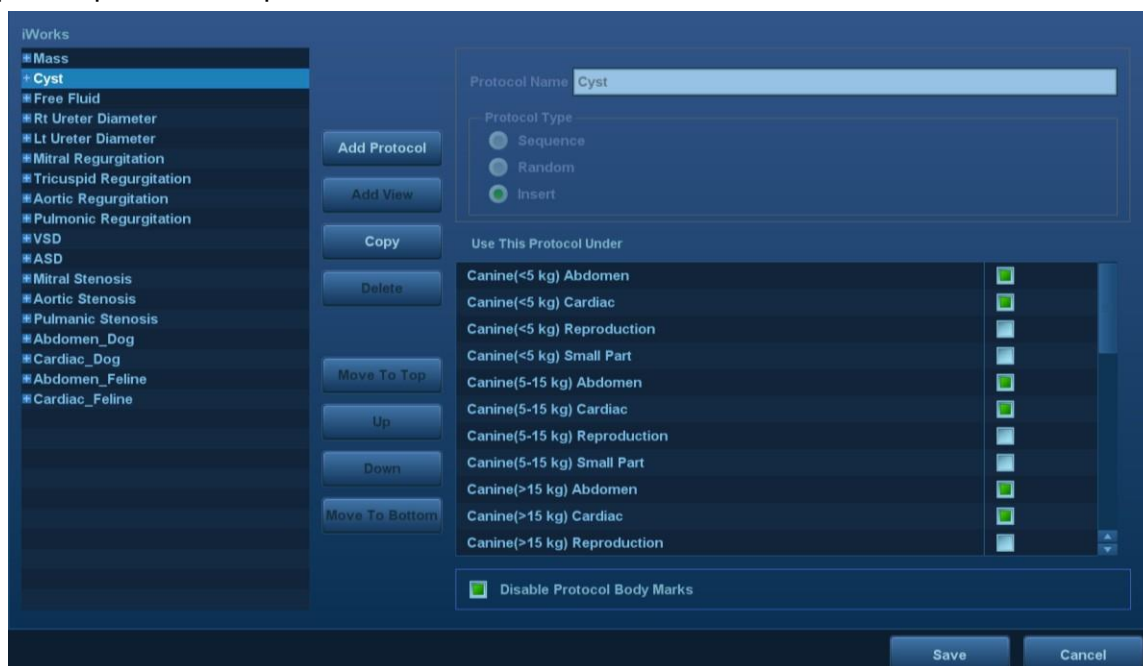 iWorks
Mass
Cyst
Free Fluid
Rt Ureter Diameter
Lt Ureter Diameter
Mitral Regurgitation
Tricuspid Regurgitation
Aortic Regurgitation
Pulmonic Regurgitation
VSD
ASD
Mitral Stenosis
Aortic Stenosis
Pulmanic Stenosis
Abdomen_Dog
Cardiac_Dog
Abdomen_Feline
Cardiac_Feline
Add Protocol
Add View
Copy
Delete
Move To Top
Up
Down
Move To Bottom
Protocol Name Cyst
Protocol Type
Sequence
Random
Insert
Use This Protocol Under
Canine(<5 kg) Abdomen
Canine(<5 kg) Cardiac
Canine(<5 kg) Reproduction
Canine(<5 kg) Small Part
Canine(5-15 kg) Abdomen
Canine(5-15 kg) Cardiac
Canine(5-15 kg) Reproduction
Canine(5-15 kg) Small Part
Canine(>15 kg) Abdomen
Canine(>15 kg) Cardiac
Canine(>15 kg) Reproduction
Disable Protocol Body Marks
Save
Cancel